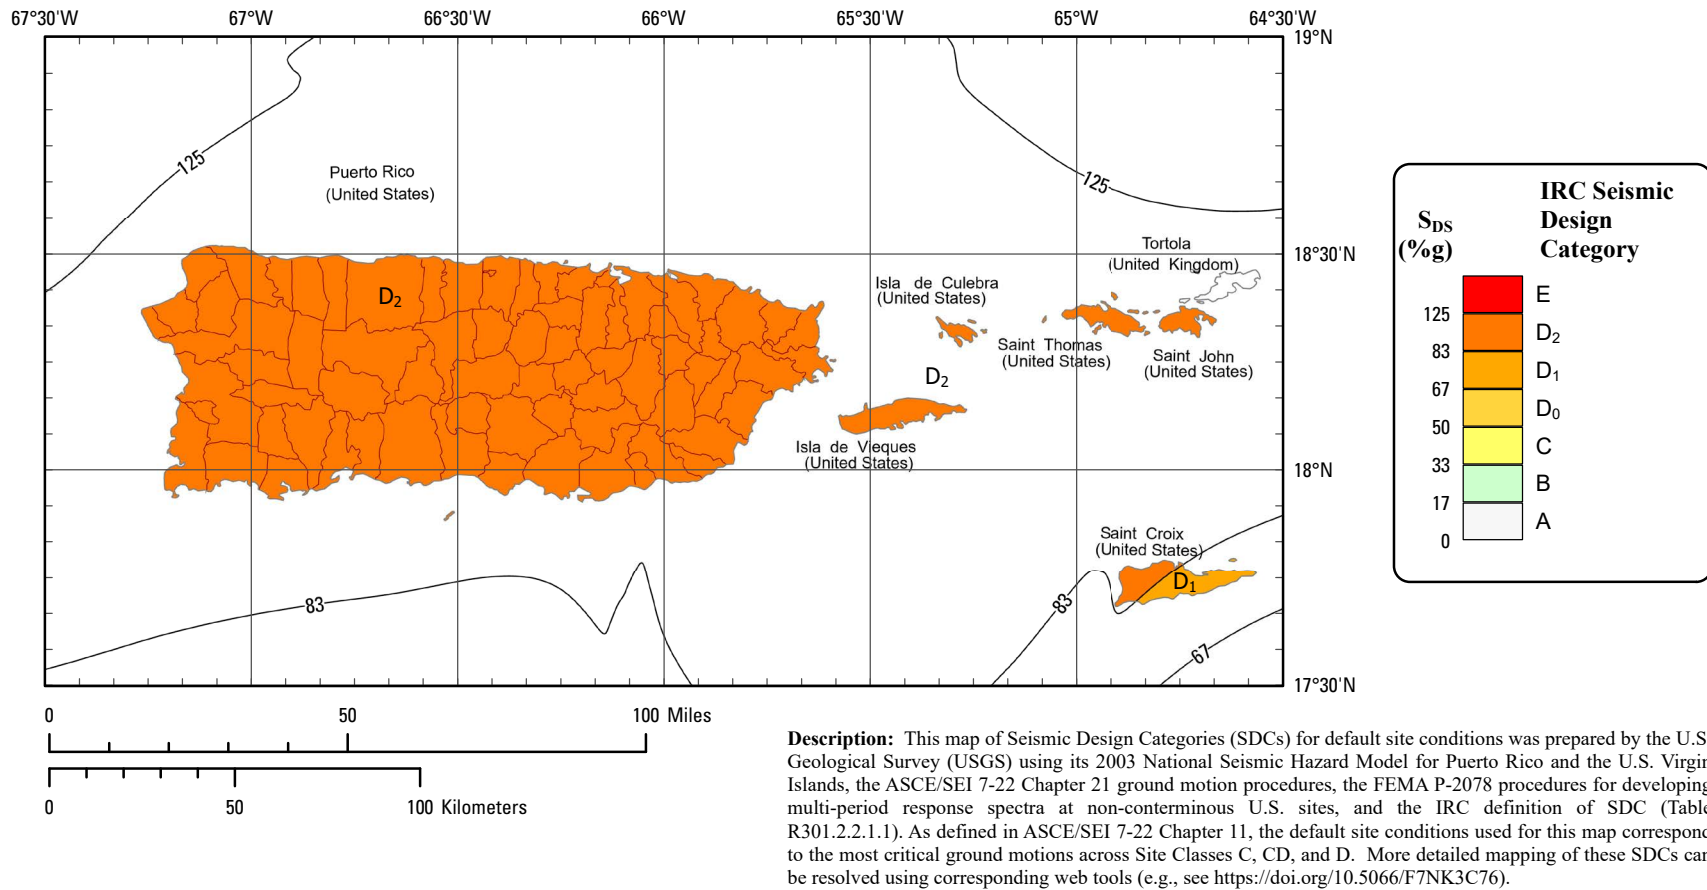 67°30'W 67°W 66°30'W 66°W 65°30'W 65°W 64°30'W
19°N
125
Puerto Rico
(United States)
125
18°30'N
Tortola
(United Kingdom)
D2
Isla de Culebra
(United States)
Saint Thomas
(United States)
Saint John
(United States)
D2
Isla de Vieques
(United States)
18°N
Saint Croix
(United States)
D1
83
83
67
17°30'N
SDS
(%g)
IRC Seismic
Design
Category
E
125
D2
83
D1
67
D0
50
C
33
B
17
A
0
0 50 100 Miles
0 50 100 Kilometers
Description: This map of Seismic Design Categories (SDCs) for default site conditions was prepared by the U.S
Geological Survey (USGS) using its 2003 National Seismic Hazard Model for Puerto Rico and the U.S. Virgin
Islands, the ASCE/SEI 7-22 Chapter 21 ground motion procedures, the FEMA P-2078 procedures for developing
multi-period response spectra at non-conterminous U.S. sites, and the IRC definition of SDC (Table
R301.2.2.1.1). As defined in ASCE/SEI 7-22 Chapter 11, the default site conditions used for this map correspond
to the most critical ground motions across Site Classes C, CD, and D. More detailed mapping of these SDCs can
be resolved using corresponding web tools (e.g., see https://doi.org/10.5066/F7NK3C76).